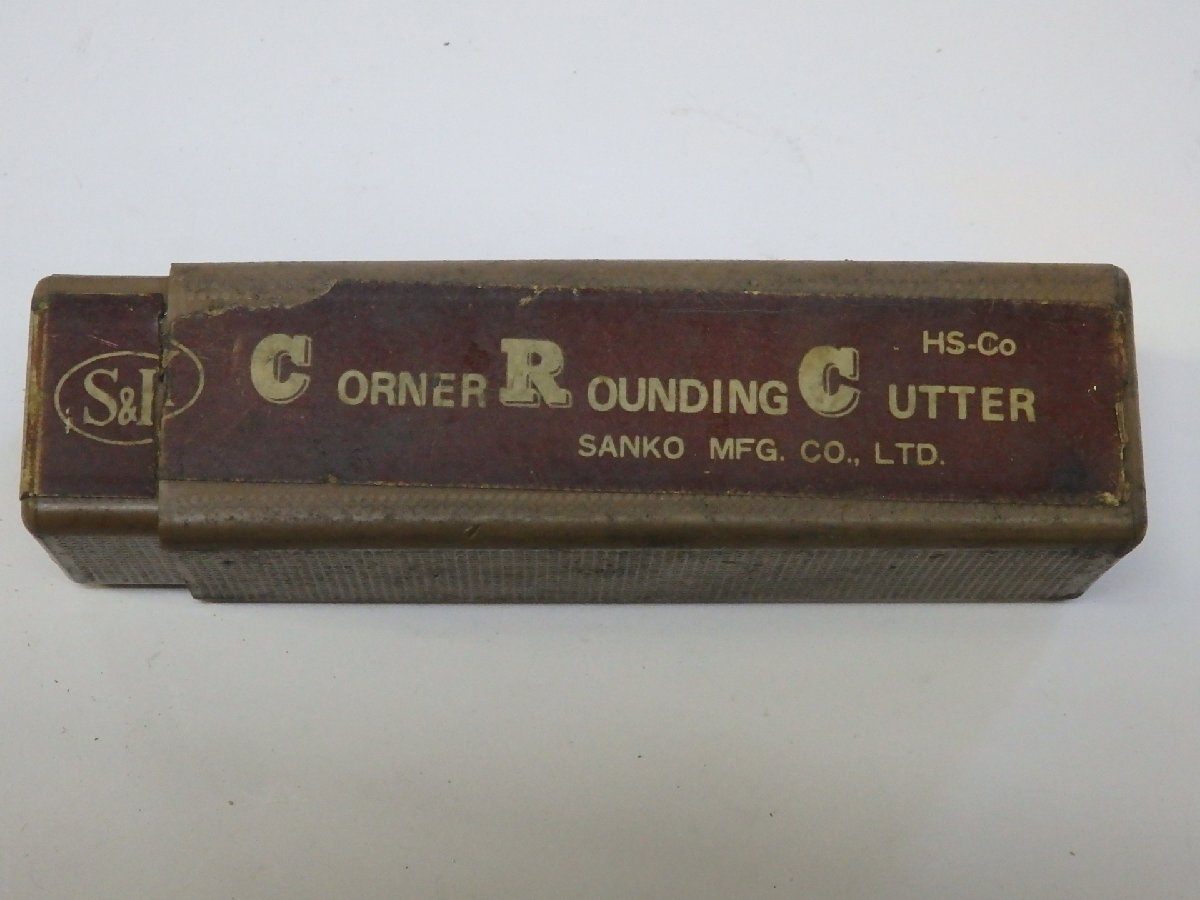 S&K
HS-Co
CORNER ROUNDING CUTTER
SANKO MFG. CO., LTD.